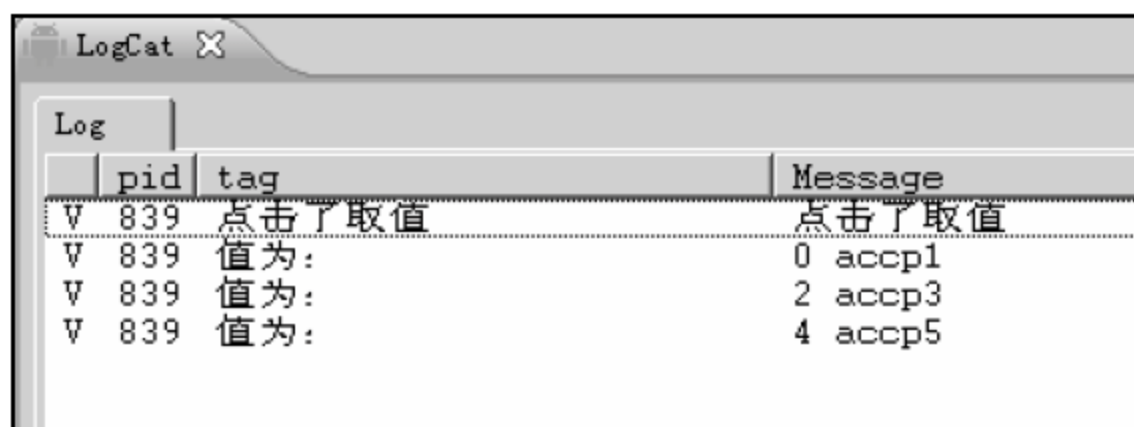 LogCat
Log
pid tag Message
V 839 点击了取值 点击了取值
V 839 值为: 0 accp1
V 839 值为: 2 accp3
V 839 值为: 4 accp5